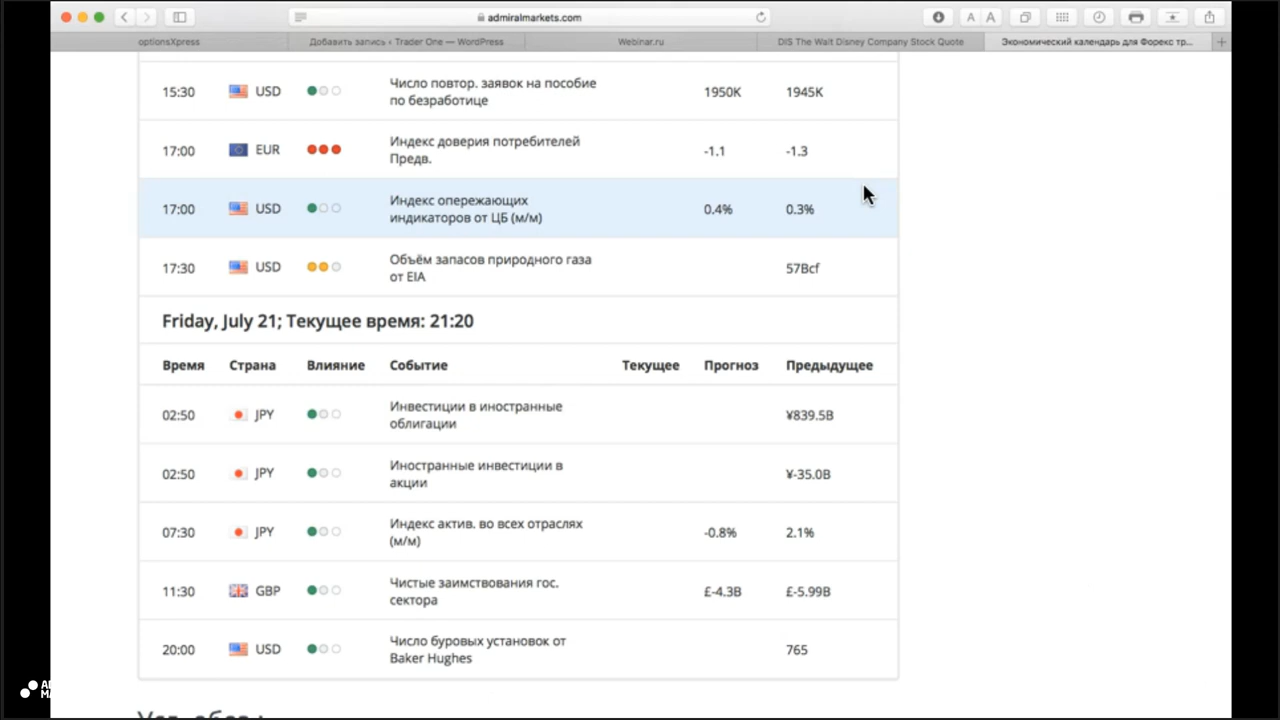 admiralmarkets.com
A A
optionsXpress
Добавить запись ‹ Trader One — WordPress
Webinar.ru
DIS The Walt Disney Company Stock Quote
Экономический календарь для Форекс тр...
15:30 USD Число повтор. заявок на пособие 1950K 1945K
по безработице
17:00 EUR Индекс доверия потребителей -1.1 -1.3
Предв.
17:00 USD Индекс опережающих 0.4% 0.3%
индикаторов от ЦБ (м/м)
17:30 USD Объём запасов природного газа 57Bcf
от EIA
Friday, July 21; Текущее время: 21:20
Время Страна Влияние Событие Текущее Прогноз Предыдущее
02:50 JPY Инвестиции в иностранные ¥839.5B
облигации
02:50 JPY Иностранные инвестиции в ¥-35.0B
акции
07:30 JPY Индекс актив. во всех отраслях -0.8% 2.1%
(м/м)
11:30 GBP Чистые заимствования гос. £-4.3B £-5.99B
сектора
20:00 USD Число буровых установок от 765
Baker Hughes